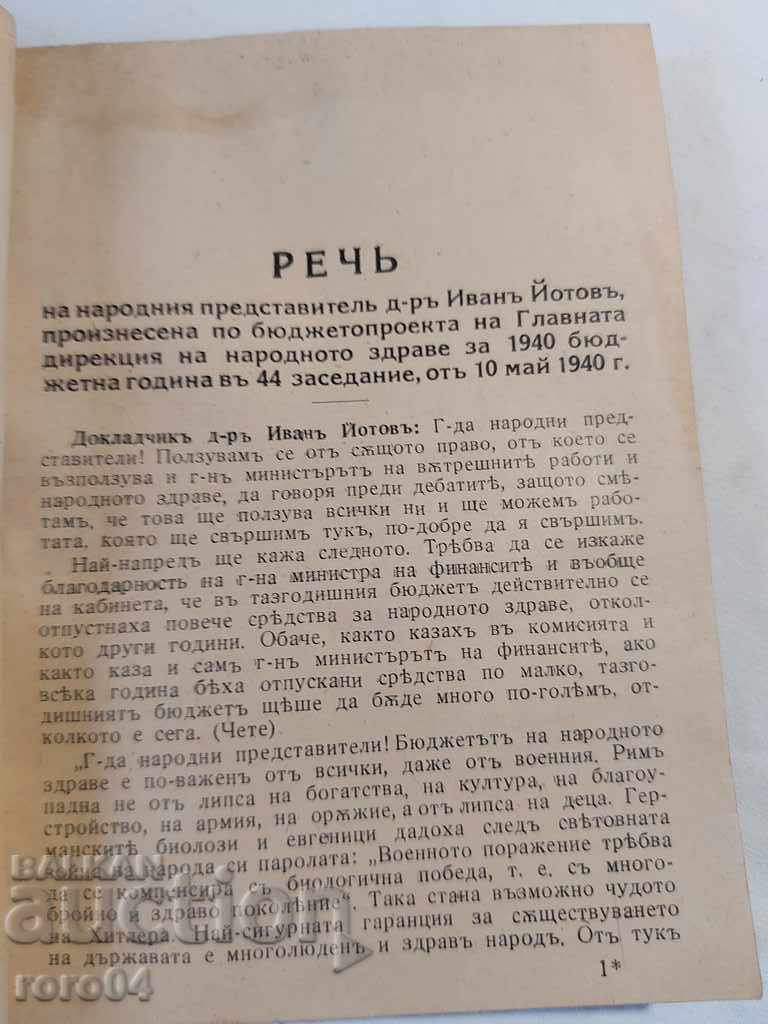 РЕЧЬ
на народния представитель д-ръ Иванъ Йотовъ,
произнесена по бюджетопроекта на Главната
дирекция на народното здраве за 1940 бюд-
жетна година въ 44 заседание, отъ 10 май 1940 г.
Докладчикъ д-ръ Иванъ Йотовъ: Г-да народни пред-
ставители! Ползувамъ се отъ сѫщото право, отъ което се
възползува и г-нъ министърътъ на вѫтрешнитѣ работи и
народното здраве, да говоря преди дебатитѣ, защото смѣ-
тамъ, че това ще ползува всички ни и ще можемъ рабо-
тата, която ще свършимъ тукъ, по-добре да я свършимъ.
Най-напредъ ще кажа следното. Трѣбва да се изкаже
благодарность на г-на министра на финанситѣ и въобще
на кабинета, че въ тазгодишния бюджетъ действително се
отпустнаха повече срѣдства за народното здраве, откол-
кото други години. Обаче, както казахъ въ комисията и
както каза и самъ г-нъ министърътъ на финанситѣ, ако
всѣка година бѣха отпускани срѣдства по малко, тазго-
дишниятъ бюджетъ щѣше да бѫде много по-голѣмъ, от-
колкото е сега. (Чете)
„Г-да народни представители! Бюджетътъ на народното
здраве е по-важенъ отъ всички, даже отъ военния. Римъ
падна не отъ липса на богатства, на култура, на благоу-
стройство, на армия, на орѫжие, а отъ липса на деца. Гер-
манскитѣ биолози и евгеници дадоха следъ свѣтовната
война за народа си паролата: „Военното поражение трѣбва
да се компенсира съ биологична победа, т. е. съ много-
бройно и здраво поколѣние“. Така стана възможно чудото
на Хитлера. Най-сигурната гаранция за сѫществуването
на държавата е многолюденъ и здравъ народъ. Отъ тукъ
1*
BALKAN
auction
roro04